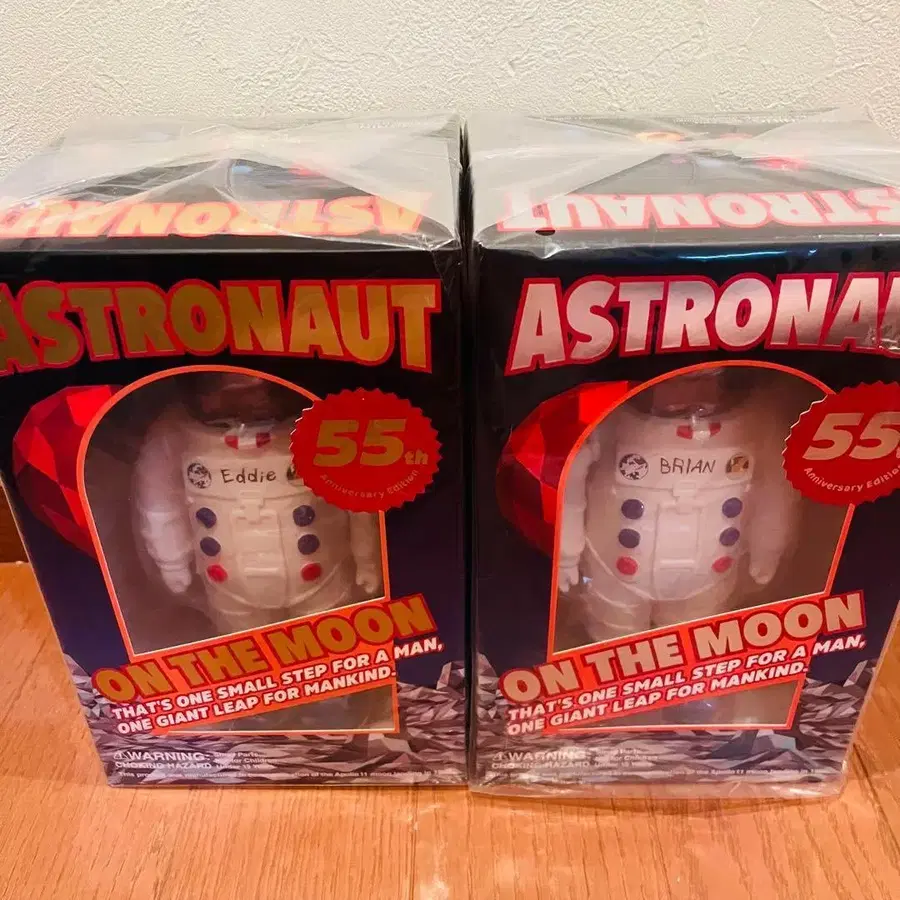 ASTRONAUT
ASTRONAUT
55th
Anniversary Edition
Eddie
ON THE MOON
THAT'S ONE SMALL STEP FOR A MAN,
ONE GIANT LEAP FOR MANKIND.
WARNING:
CHOKING HAZARD
ASTRONAUT
ASTRONAU
55
Anniversary Edition
BRIAN
ON THE MOON
THAT'S ONE SMALL STEP FOR A MAN,
ONE GIANT LEAP FOR MANKIND.
WARNING:
CHOKING HAZARD